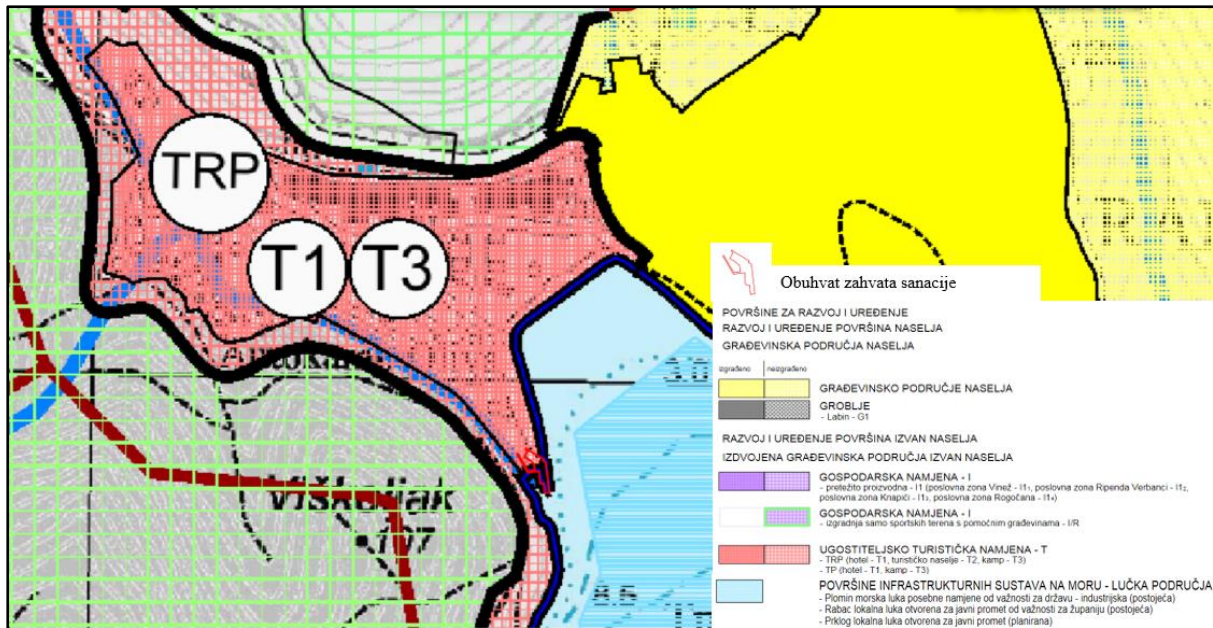 TRP
T1
T3
Viškoljak
107
Obuhvat zahvata sanacije
POVRŠINE ZA RAZVOJ I UREĐENJE
RAZVOJ I UREĐENJE POVRŠINA NASELJA
GRAĐEVINSKA PODRUČJA NASELJA
izgrađeno neizgrađeno
GRAĐEVINSKO PODRUČJE NASELJA
GROBLJE
- Labin - G1
RAZVOJ I UREĐENJE POVRŠINA IZVAN NASELJA
IZDVOJENA GRAĐEVINSKA PODRUČJA IZVAN NASELJA
GOSPODARSKA NAMJENA - I
- pretežito proizvodna - I1 (poslovna zona Vinež - I1₁, poslovna zona Ripenda Verbanci - I1₂,
poslovna zona Knapići - I1₃, poslovna zona Rogočana - I1₄)
GOSPODARSKA NAMJENA - I
- izgradnja samo sportskih terena s pomoćnim građevinama - I/R
UGOSTITELJSKO TURISTIČKA NAMJENA - T
- TRP (hotel - T1, turističko naselje - T2, kamp - T3)
- TP (hotel - T1, kamp - T3)
POVRŠINE INFRASTRUKTURNIH SUSTAVA NA MORU - LUČKA PODRUČJA
- Plomin morska luka posebne namjene od važnosti za državu - industrijska (postojeća)
- Rabac lokalna luka otvorena za javni promet od važnosti za županiju (postojeća)
- Prklog lokalna luka otvorena za javni promet (planirana)